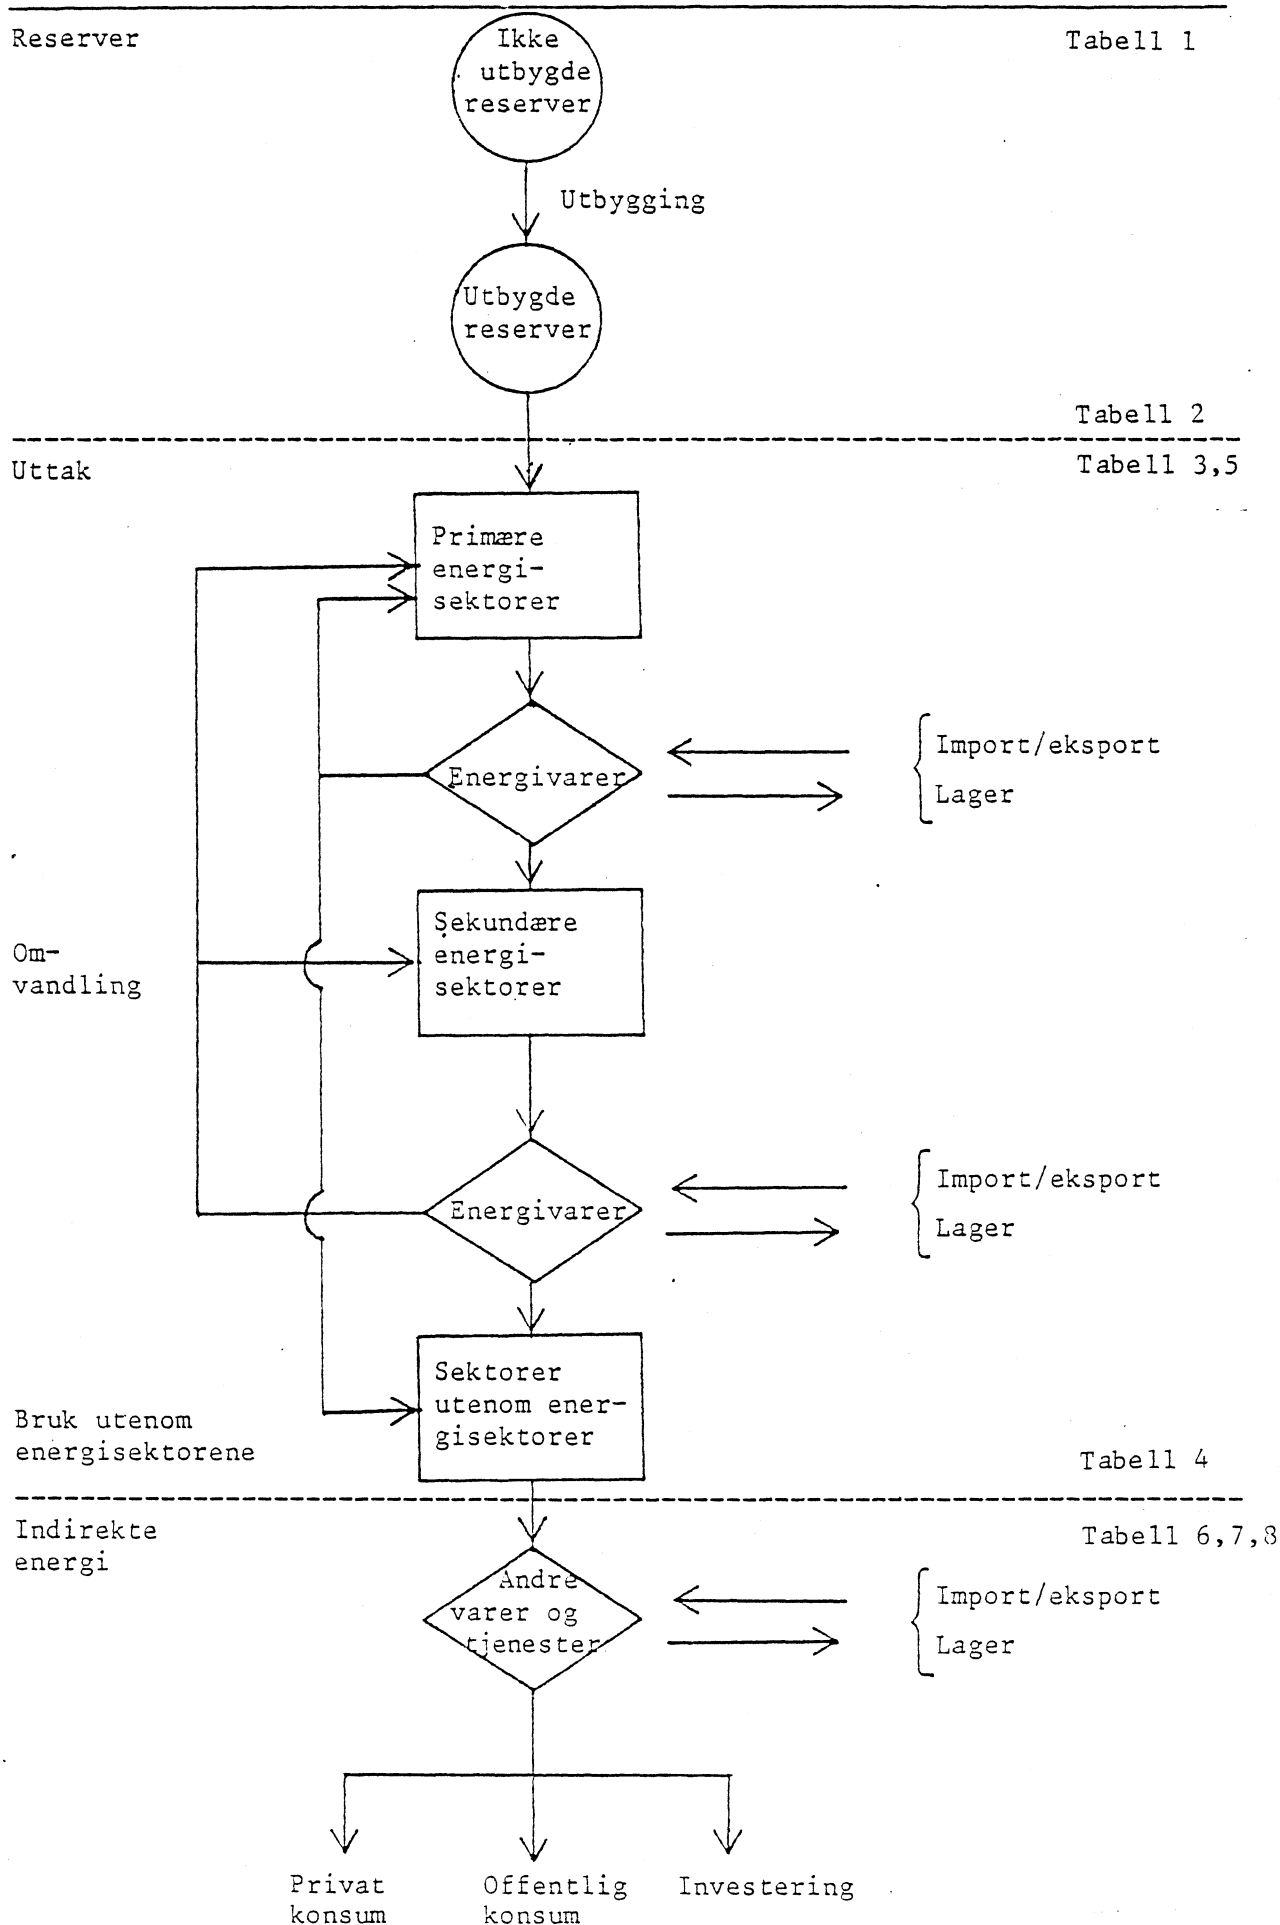 Reserver
Ikke
utbygde
reserver
Tabell 1
Utbygging
Utbygde
reserver
Tabell 2
Uttak
Tabell 3,5
Primære
energi-
sektorer
Energivarer
Import/eksport
Lager
Om-
vandling
Sekundære
energi-
sektorer
Energivarer
Import/eksport
Lager
Bruk utenom
energisektorene
Sektorer
utenom ener-
gisektorer
Tabell 4
Indirekte
energi
Tabell 6,7,8
Andre
varer og
tjenester
Import/eksport
Lager
Privat
konsum
Offentlig
konsum
Investering